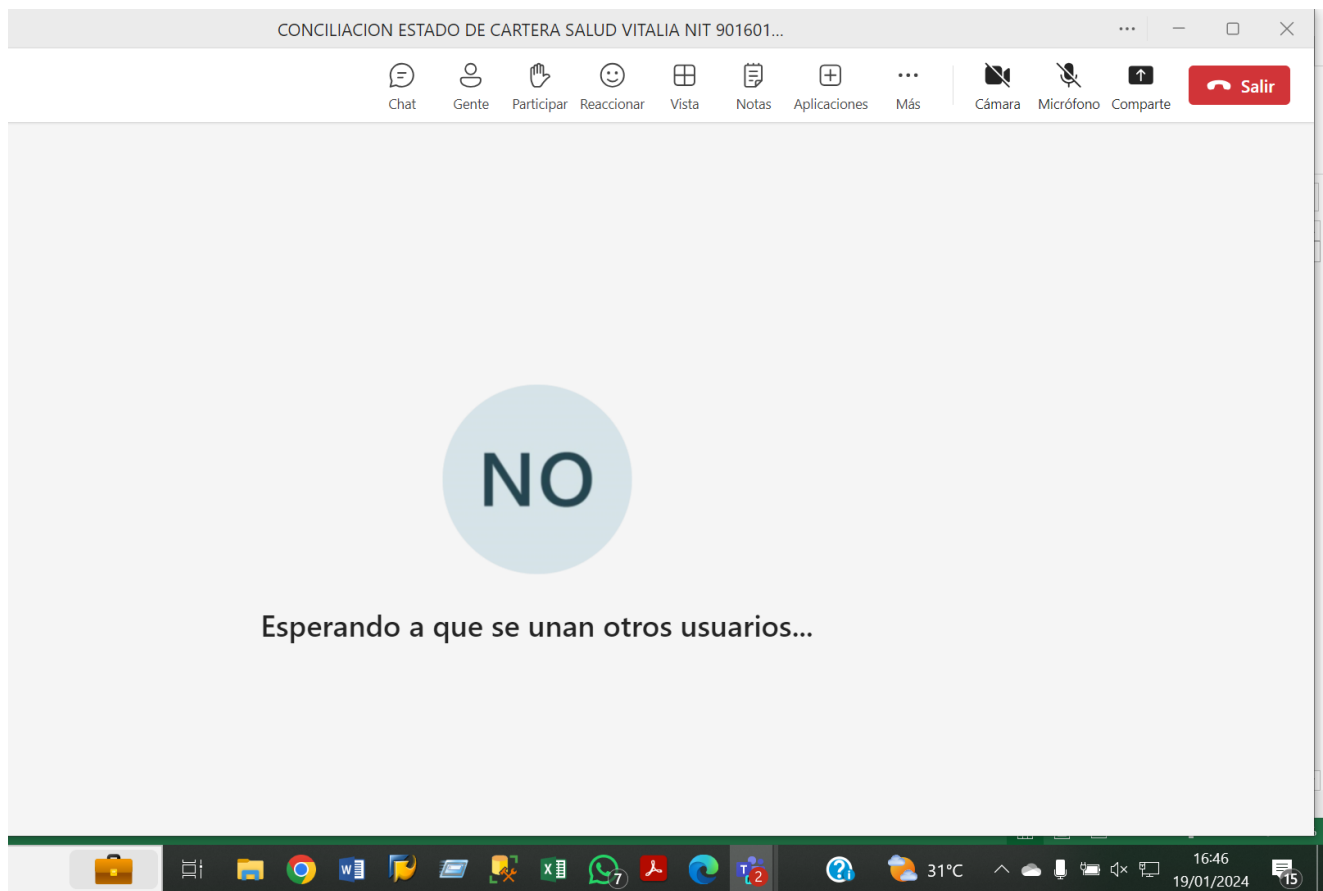 CONCILIACION ESTADO DE CARTERA SALUD VITALIA NIT 901601...
Chat Gente Participar Reaccionar Vista Notas Aplicaciones Más Cámara Micrófono Comparte Salir
NO
Esperando a que se unan otros usuarios...
7
2
31°C
16:46
19/01/2024
15